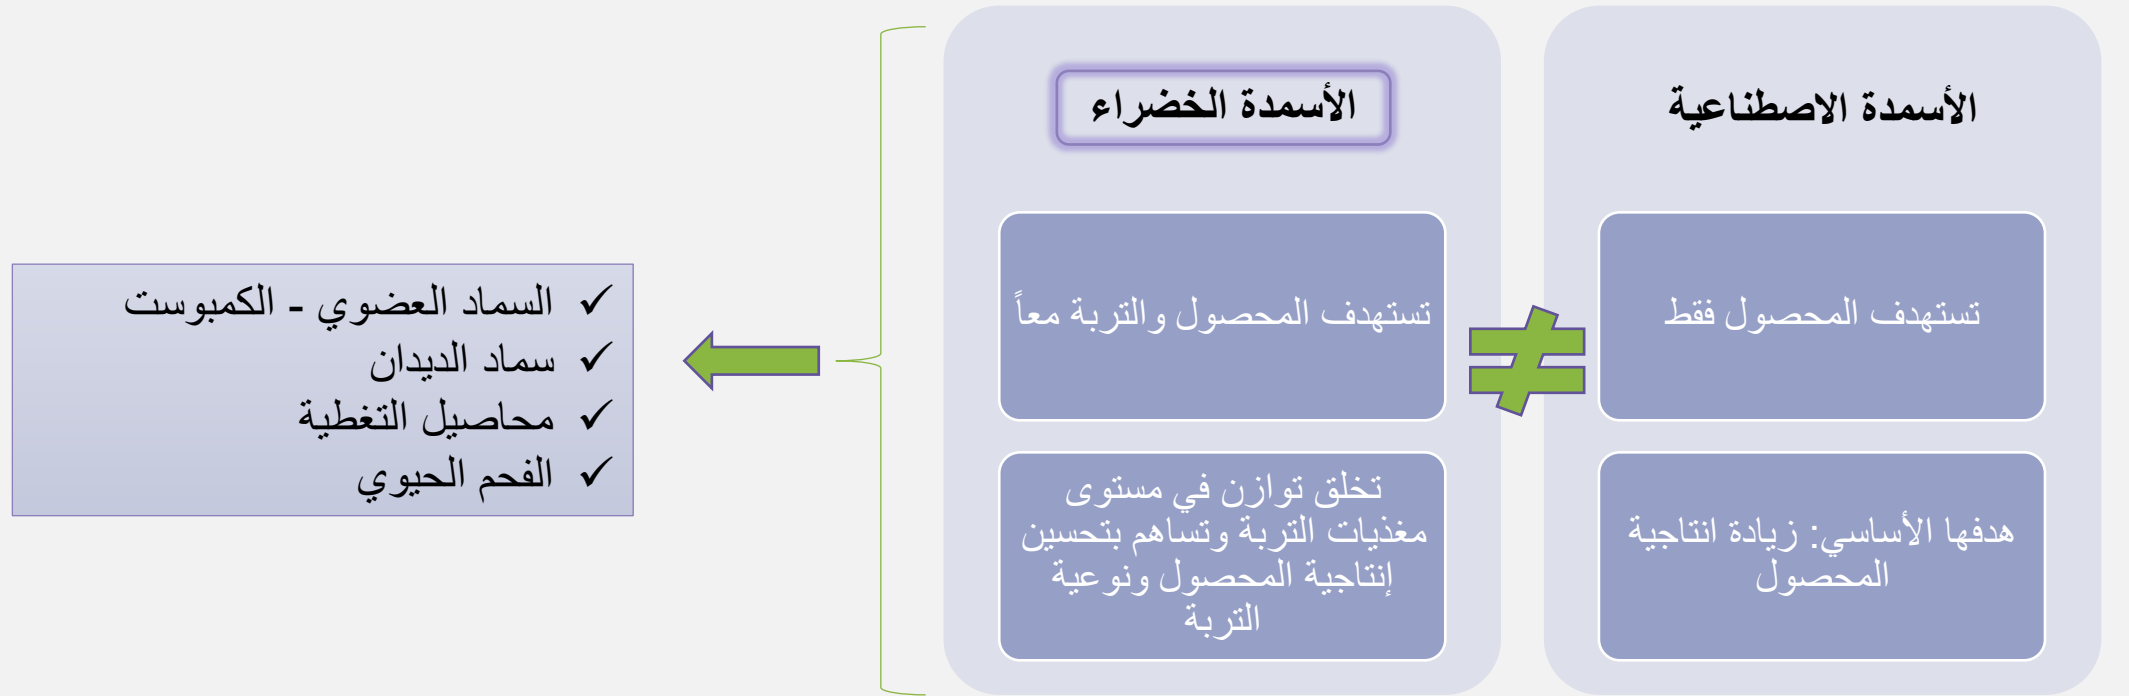 الأسمدة الاصطناعية
تستهدف المحصول فقط
هدفها الأساسي: زيادة انتاجية
المحصول
الأسمدة الخضراء
تستهدف المحصول والتربة معاً
تخلق توازن في مستوى
مغذيات التربة وتساهم بتحسين
إنتاجية المحصول ونوعية
التربة
✓ السماد العضوي - الكمبوست
✓ سماد الديدان
✓ محاصيل التغطية
✓ الفحم الحيوي